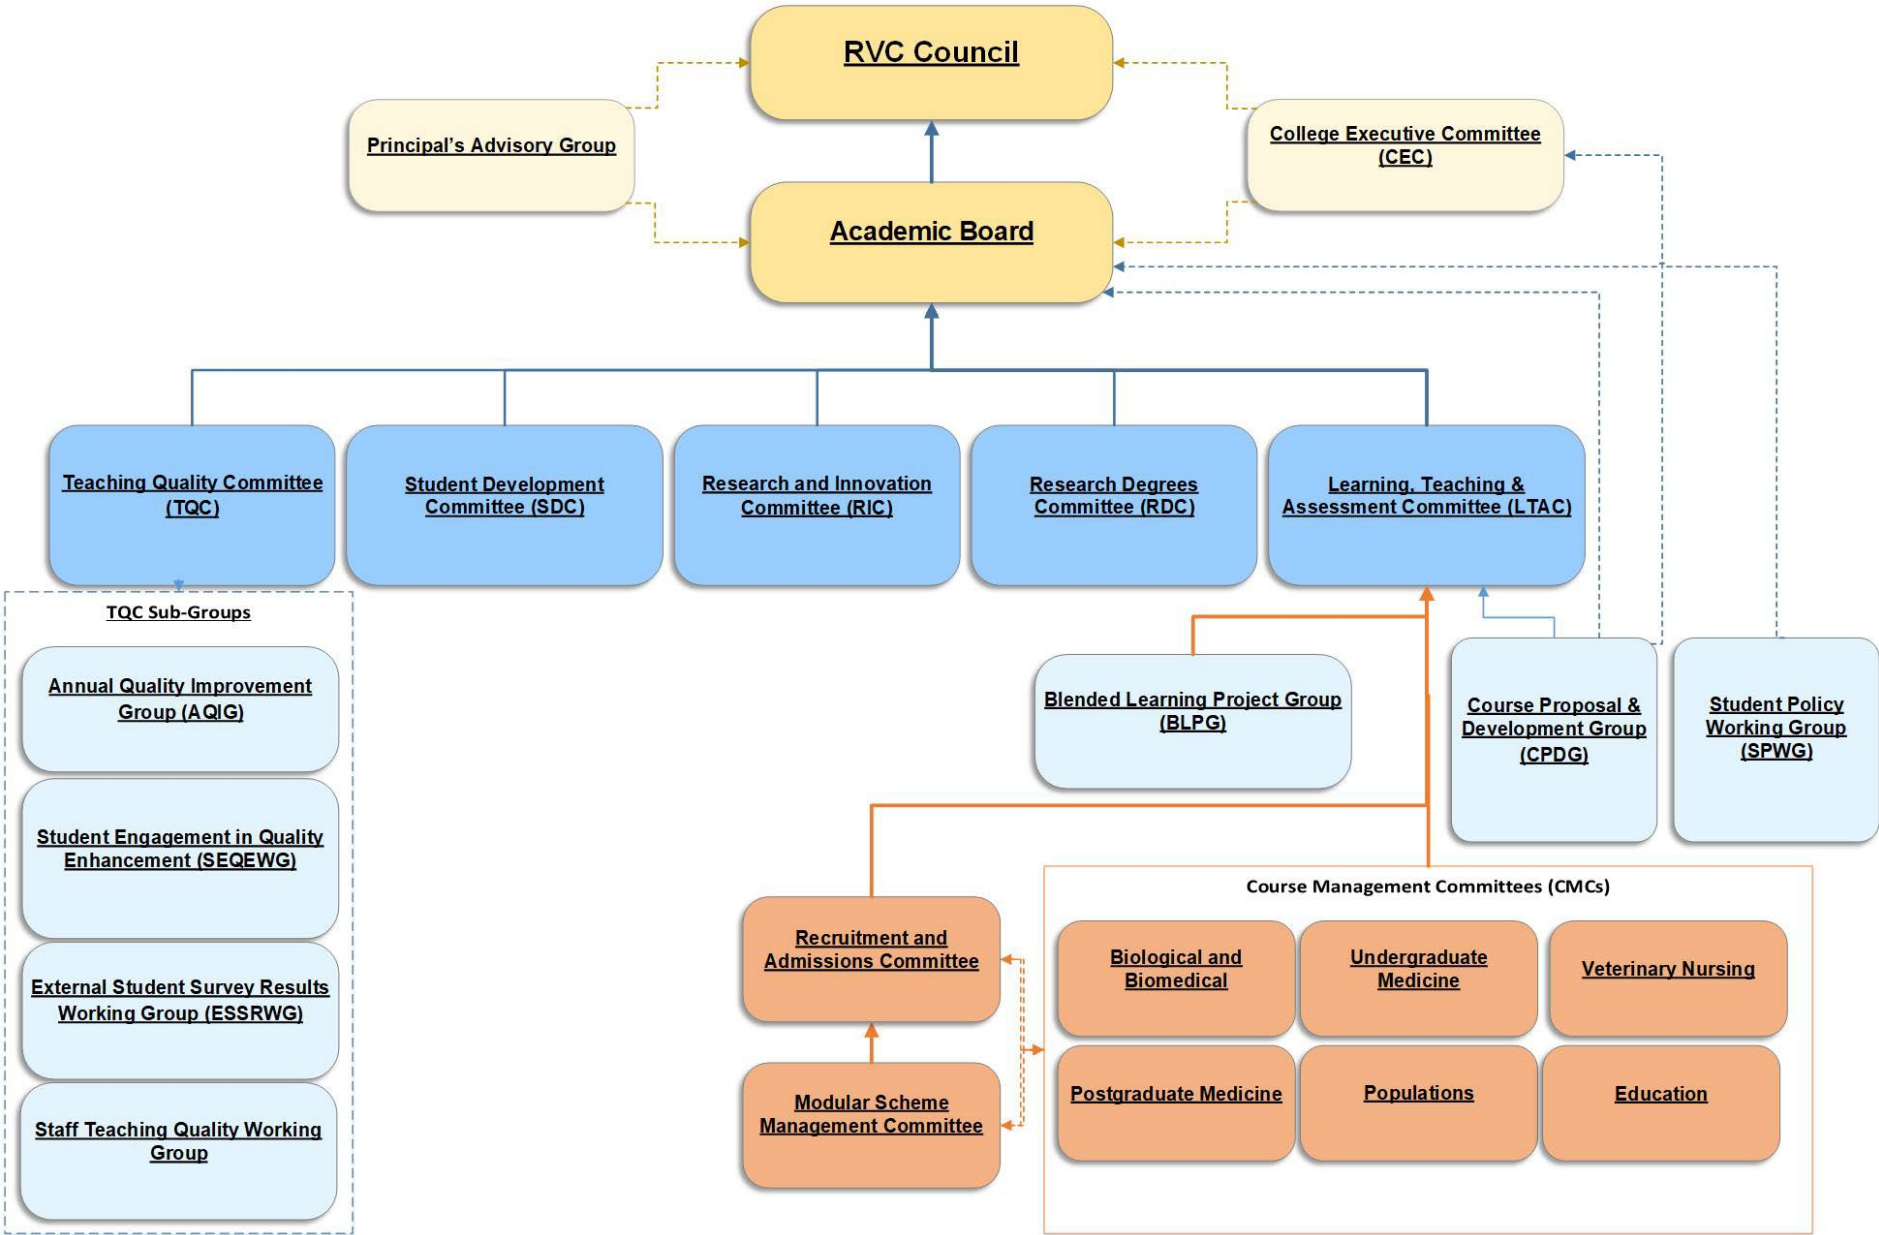 RVC Council
Principal’s Advisory Group
College Executive Committee
(CEC)
Academic Board
Teaching Quality Committee
(TQC)
Student Development
Committee (SDC)
Research and Innovation
Committee (RIC)
Research Degrees
Committee (RDC)
Learning, Teaching &
Assessment Committee (LTAC)
TQC Sub-Groups
Annual Quality Improvement
Group (AQIG)
Student Engagement in Quality
Enhancement (SEQEWG)
External Student Survey Results
Working Group (ESSRWG)
Staff Teaching Quality Working
Group
Blended Learning Project Group
(BLPG)
Course Proposal &
Development Group
(CPDG)
Student Policy
Working Group
(SPWG)
Recruitment and
Admissions Committee
Modular Scheme
Management Committee
Course Management Committees (CMCs)
Biological and
Biomedical
Undergraduate
Medicine
Veterinary Nursing
Postgraduate Medicine
Populations
Education